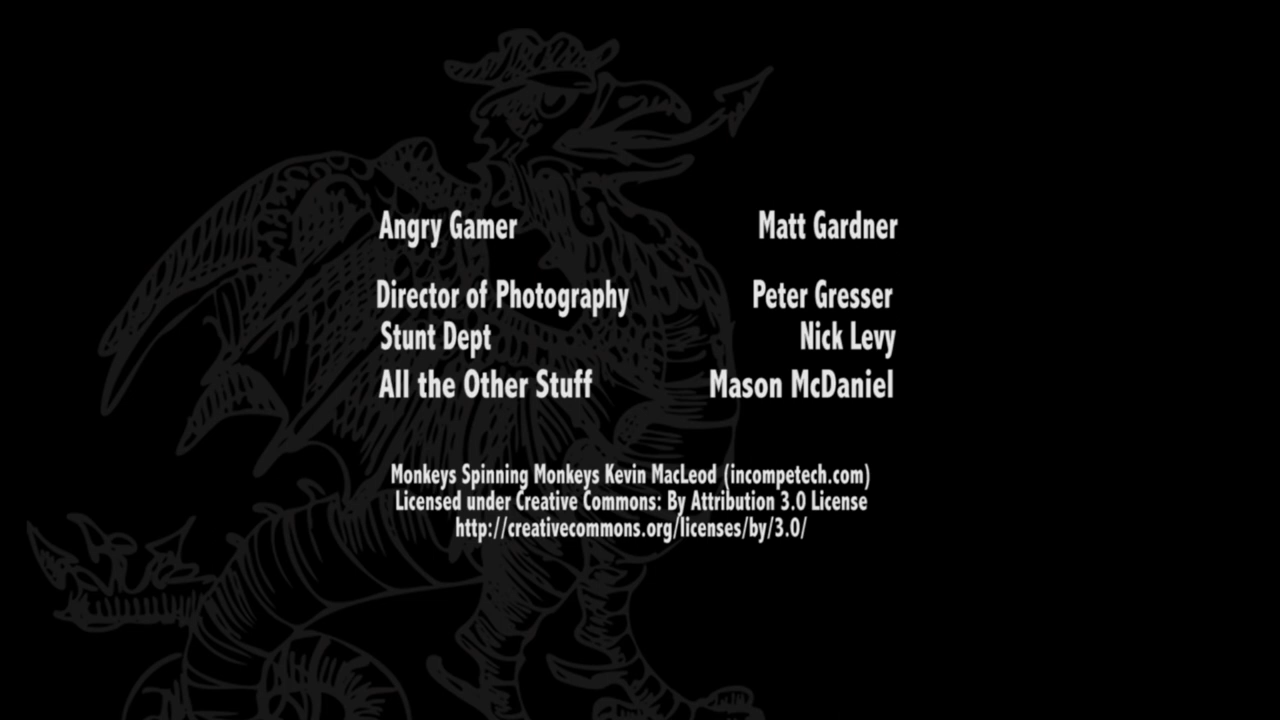 Angry Gamer Matt Gardner
Director of Photography Peter Gresser
Stunt Dept Nick Levy
All the Other Stuff Mason McDaniel
Monkeys Spinning Monkeys Kevin MacLeod (incompetech.com)
Licensed under Creative Commons: By Attribution 3.0 License
http://creativecommons.org/licenses/by/3.0/